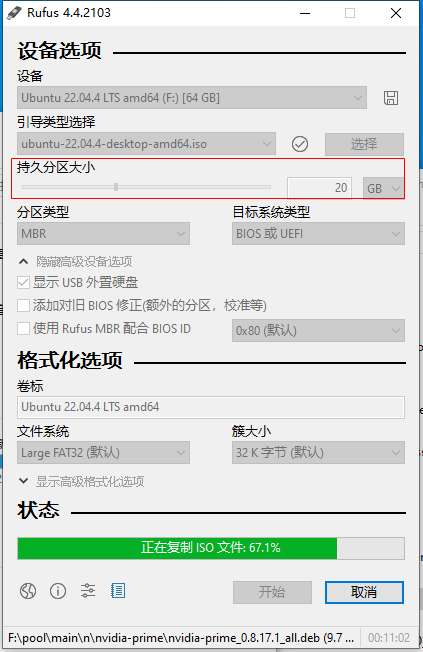 Rufus 4.4.2103
设备选项
设备
Ubuntu 22.04.4 LTS amd64 (F:) [64 GB]
引导类型选择
ubuntu-22.04.4-desktop-amd64.iso 选择
持久分区大小
20 GB
分区类型 目标系统类型
MBR BIOS 或 UEFI
隐藏高级设备选项
显示 USB 外置硬盘
添加对旧 BIOS 修正(额外的分区，校准等)
使用 Rufus MBR 配合 BIOS ID 0x80 (默认)
格式化选项
卷标
Ubuntu 22.04.4 LTS amd64
文件系统 簇大小
Large FAT32 (默认) 32 K 字节 (默认)
显示高级格式化选项
状态
正在复制 ISO 文件: 67.1%
开始 取消
F:\pool\main\n\nvidia-prime\nvidia-prime_0.8.17.1_all.deb (9.7 ... 00:11:02